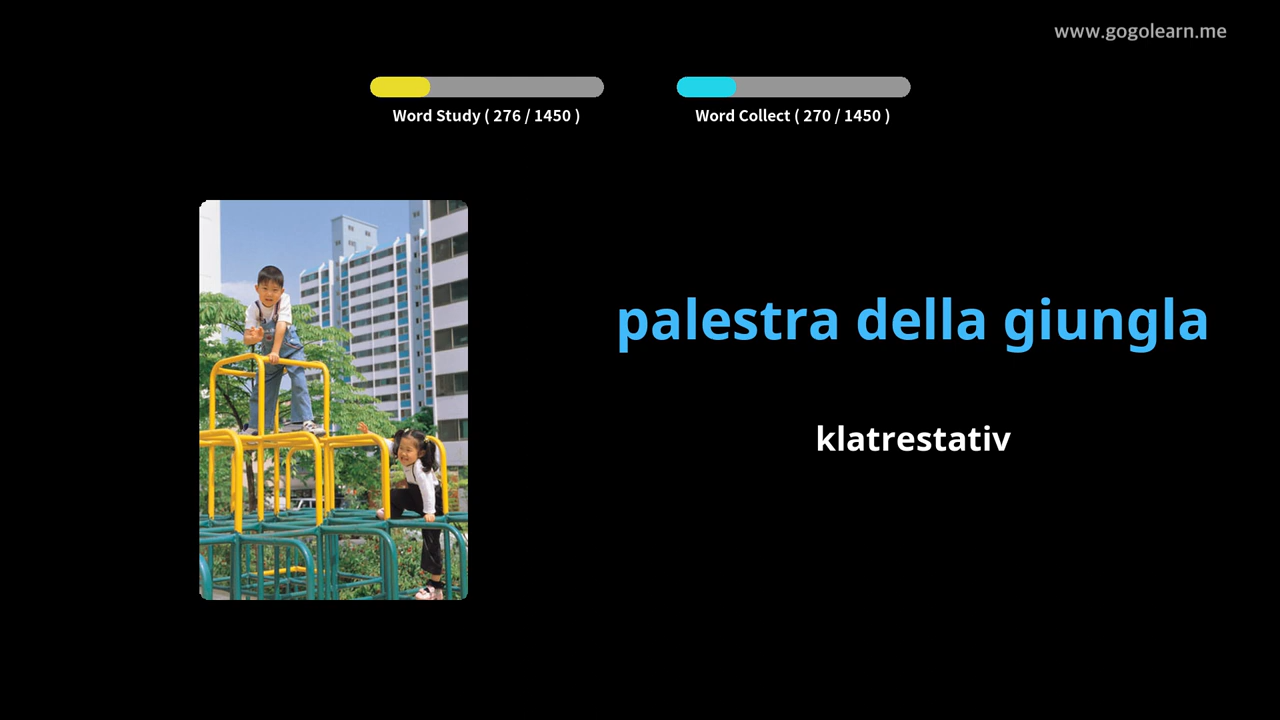 www.gogolearn.me
Word Study ( 276 / 1450 )
Word Collect ( 270 / 1450 )
palestra della giungla
klatrestativ